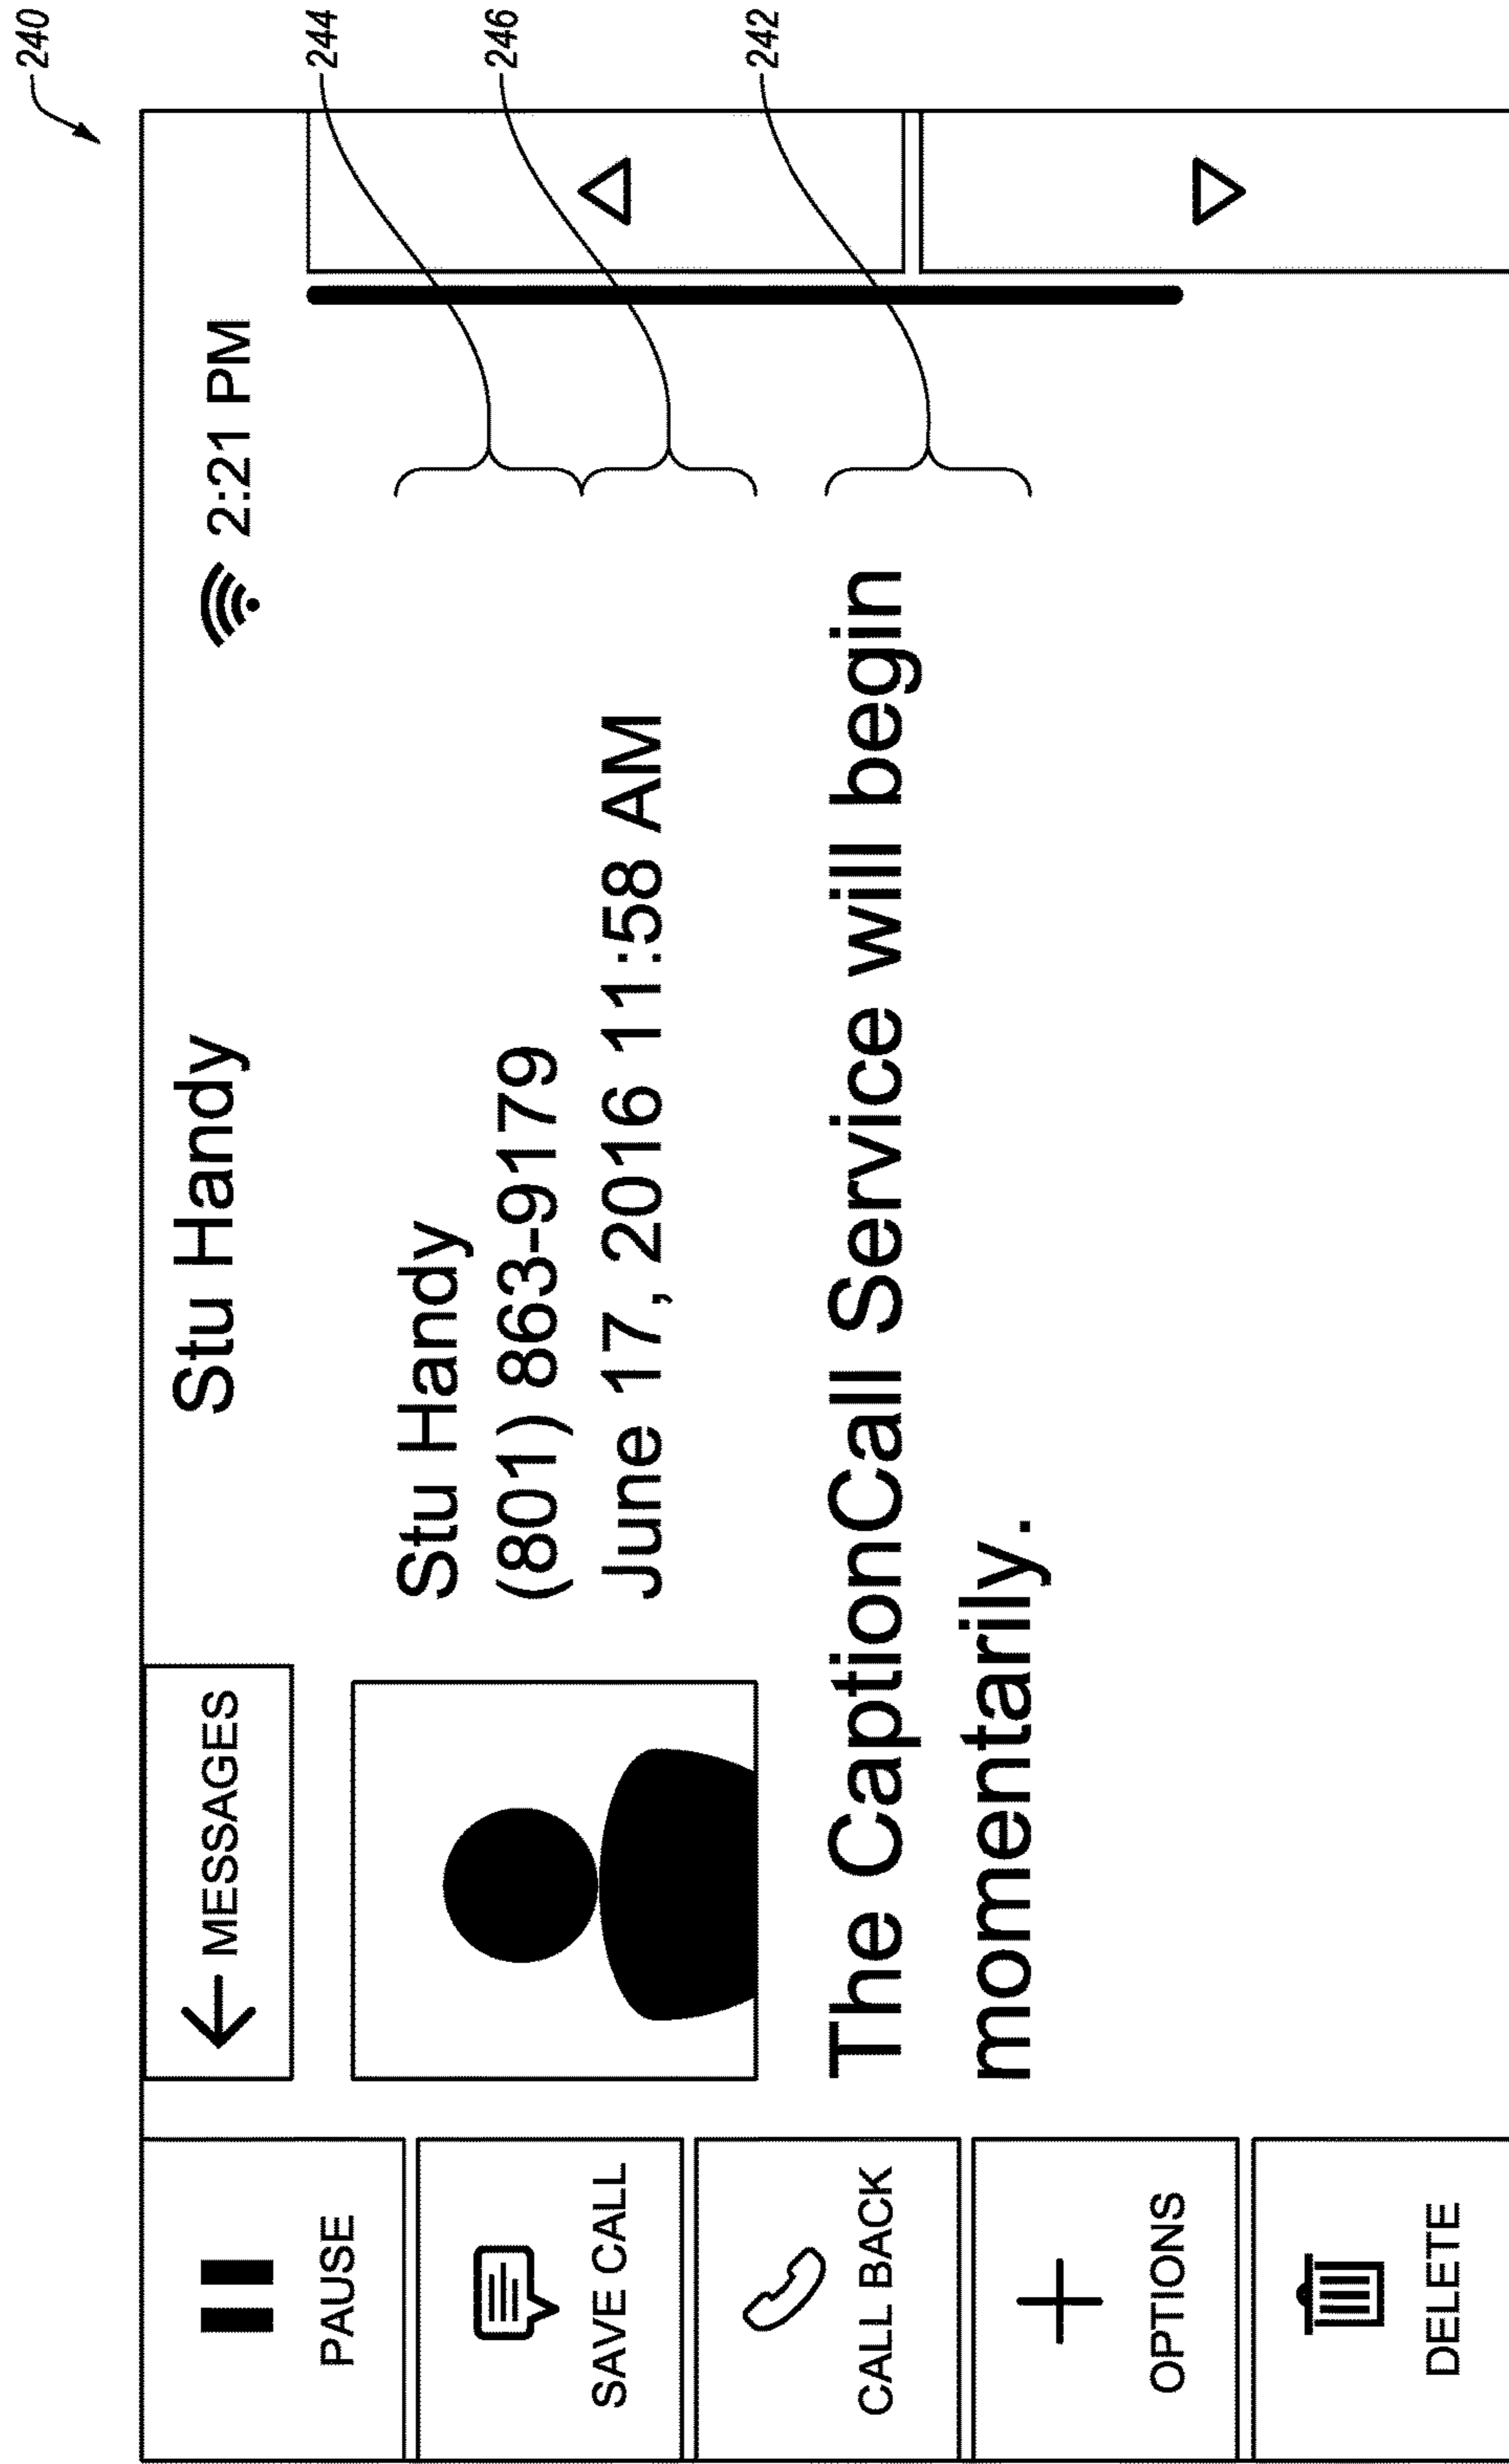 240
MESSAGES
Stu Handy
2:21 PM
244
Stu Handy
(801) 863-9179
246
June 17, 2016 11:58 AM
242
The CaptionCall Service will begin
momentarily.
PAUSE
SAVE CALL
CALL BACK
OPTIONS
DELETE